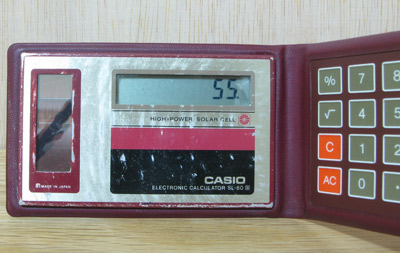 55.
HIGH-POWER SOLAR CELL
CASIO
ELECTRONIC CALCULATOR SL-60
MADE IN JAPAN
% 7 8
√ 4 5
C 1 2
AC 0 .